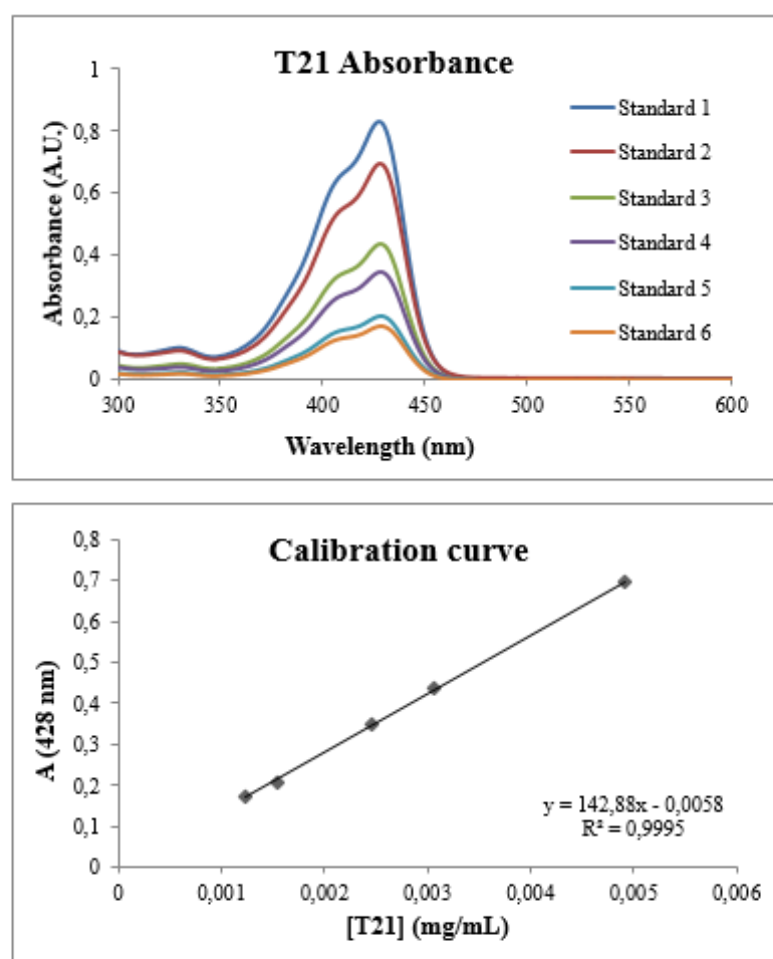 T21 Absorbance
Absorbance (A.U.)
1
0,8
0,6
0,4
0,2
0
300
350
400
450
500
550
600
Wavelength (nm)
Standard 1
Standard 2
Standard 3
Standard 4
Standard 5
Standard 6
Calibration curve
A (428 nm)
0,8
0,7
0,6
0,5
0,4
0,3
0,2
0,1
0
0
0,001
0,002
0,003
0,004
0,005
0,006
[T21] (mg/mL)
y = 142,88x - 0,0058
R² = 0,9995